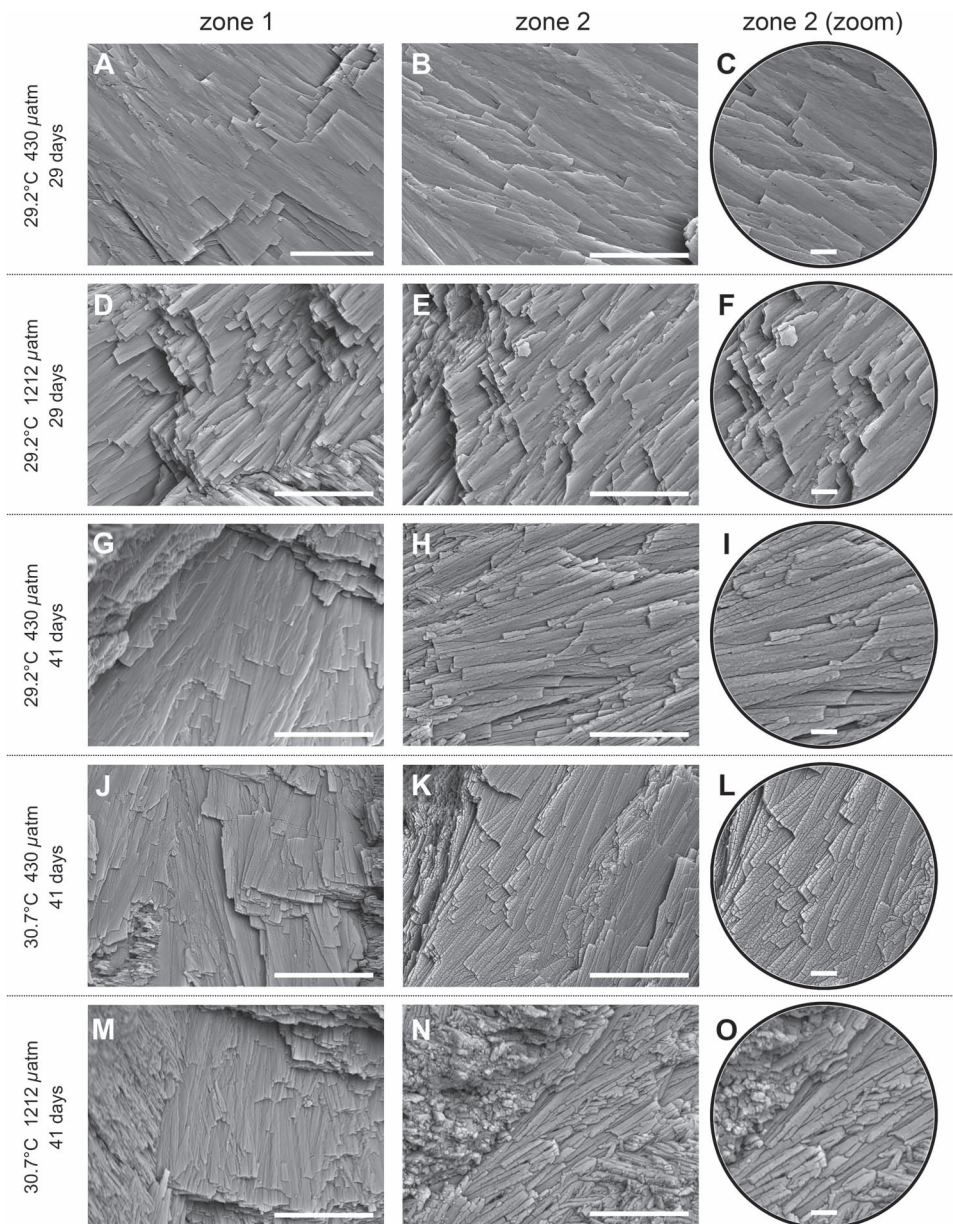 zone 1 zone 2 zone 2 (zoom)
29.2°C 430 µatm
29 days
A B C
29.2°C 1212 µatm
29 days
D E F
29.2°C 430 µatm
41 days
G H I
30.7°C 430 µatm
41 days
J K L
30.7°C 1212 µatm
41 days
M N O